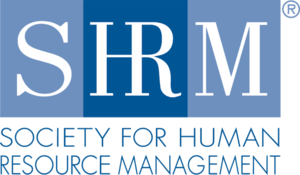 SHRM®
SOCIETY FOR HUMAN
RESOURCE MANAGEMENT